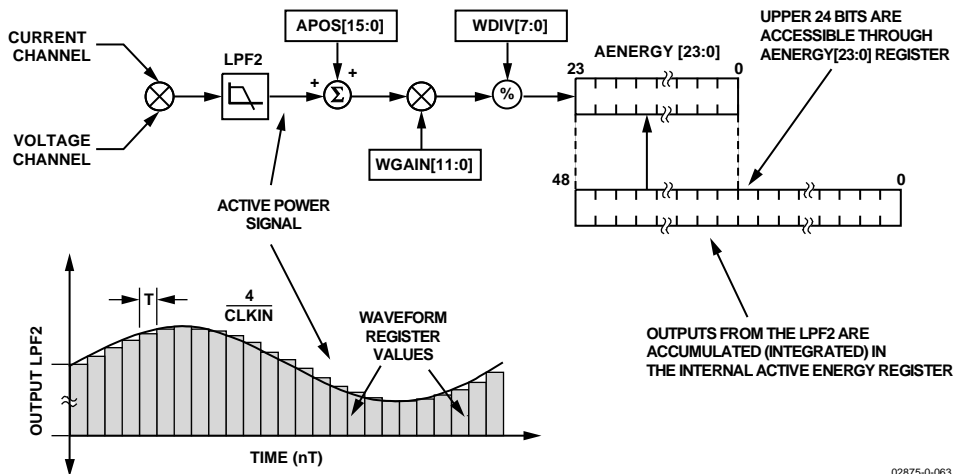 CURRENT
CHANNEL
VOLTAGE
CHANNEL
LPF2
APOS[15:0]
+
+
Σ
WGAIN[11:0]
WDIV[7:0]
%
AENERGY [23:0]
23
0
UPPER 24 BITS ARE
ACCESSIBLE THROUGH
AENERGY[23:0] REGISTER
48
0
ACTIVE POWER
SIGNAL
OUTPUTS FROM THE LPF2 ARE
ACCUMULATED (INTEGRATED) IN
THE INTERNAL ACTIVE ENERGY REGISTER
OUTPUT LPF2
T
4
CLKIN
WAVEFORM
REGISTER
VALUES
TIME (nT)
02875-0-063